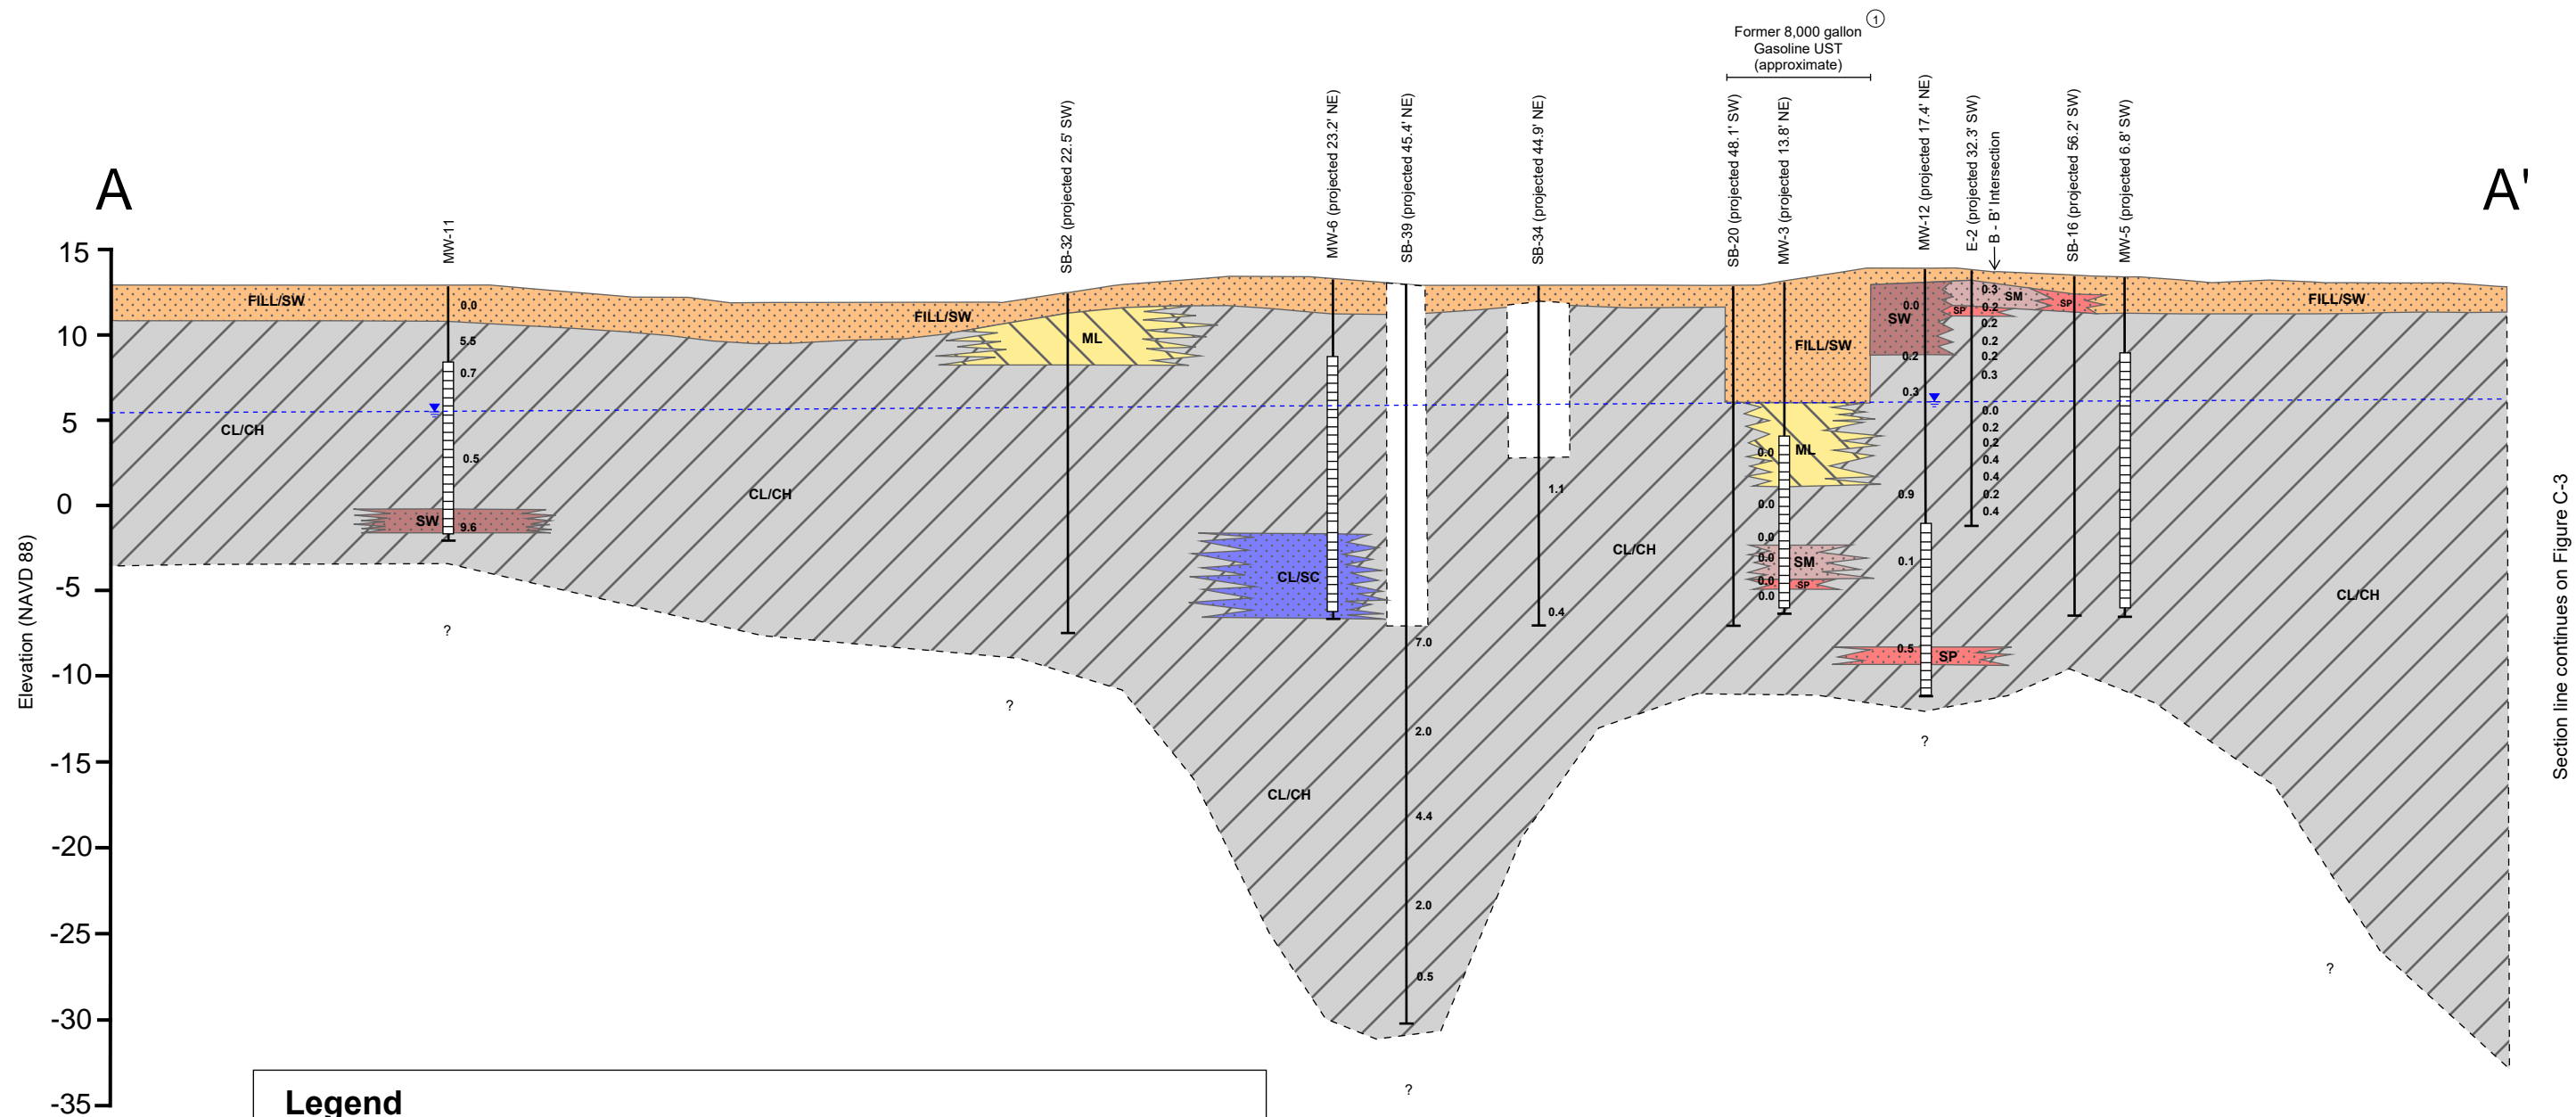 1
Former 8,000 gallon
Gasoline UST
(approximate)
A
A'
MW-11
SB-32 (projected 22.5' SW)
MW-6 (projected 23.2' NE)
SB-39 (projected 45.4' NE)
SB-34 (projected 44.9' NE)
SB-20 (projected 48.1' SW)
MW-3 (projected 13.8' NE)
MW-12 (projected 17.4' NE)
E-2 (projected 32.3' SW)
B - B' Intersection
SB-16 (projected 56.2' SW)
MW-5 (projected 6.8' SW)
Elevation (NAVD 88)
15
10
5
0
-5
-10
-15
-20
-25
-30
-35
FILL/SW
FILL/SW
FILL/SW
FILL/SW
0.0
5.5
0.7
0.5
9.6
SW
CL/CH
CL/CH
ML
CL/SC
CL/CH
7.0
2.0
4.4
2.0
0.5
1.1
0.4
CL/CH
ML
0.0
0.0
0.0
0.0
0.0
0.0
SM
SP
SW
0.0
0.2
0.3
0.9
0.1
0.5
SP
SP
SM
SP
0.3
0.2
0.2
0.2
0.2
0.3
0.0
0.2
0.2
0.4
0.4
0.2
0.4
CL/CH
?
?
?
?
?
Section line continues on Figure C-3
Legend